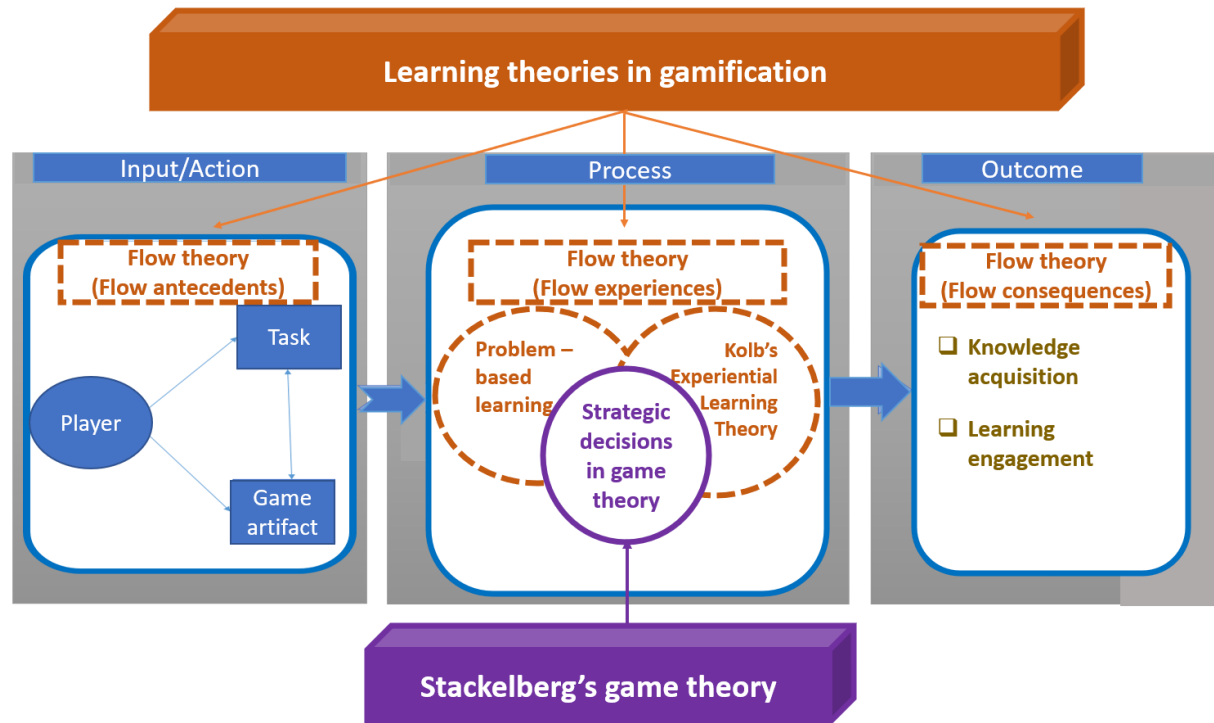 Learning theories in gamification
Input/Action
Process
Outcome
Flow theory
(Flow antecedents)
Task
Player
Game
artifact
Flow theory
(Flow experiences)
Problem –
based
learning
Kolb's
Experiential
Learning
Theory
Strategic
decisions
in game
theory
Flow theory
(Flow consequences)
Knowledge
acquisition
Learning
engagement
Stackelberg's game theory